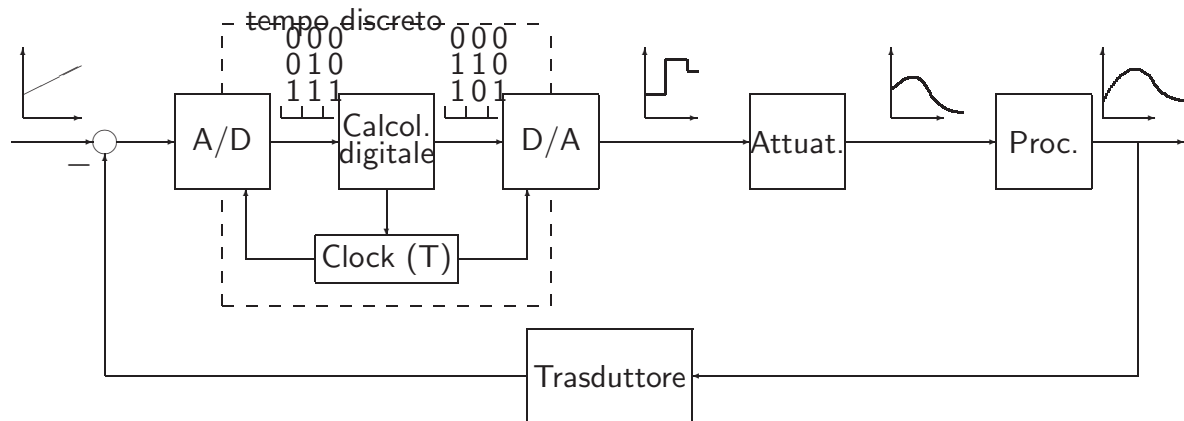 tempo discreto
000 000
010 110
111 101
A/D
Calcol.
digitale
D/A
Attuat.
Proc.
−
Clock (T)
Trasduttore